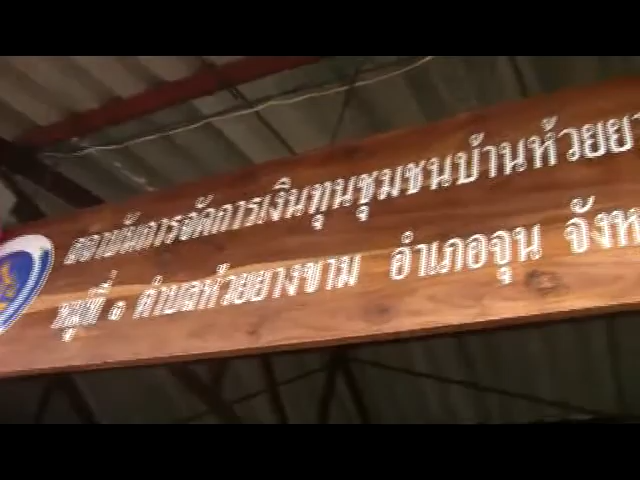 สถาบันการจัดการเงินทุนชุมชนบ้านห้วยยา
หมู่ที่ ๑ ตำบลห้วยยางขาม อำเภอจุน จังห